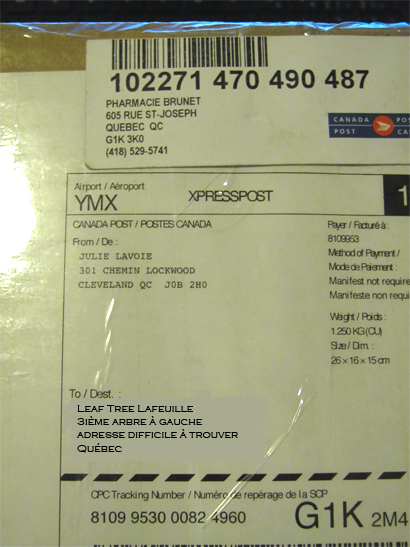 102271 470 490 487
PHARMACIE BRUNET
605 RUE ST-JOSEPH
QUEBEC QC
G1K 3K0
(418) 529-5741
CANADA POS
POST CA
Airport / Aéroport
YMX
XPRESSPOST
1
CANADA POST / POSTES CANADA
From / De :
JULIE LAVOIE
301 CHEMIN LOCKWOOD
CLEVELAND QC J0B 2H0
Payer / Facturé à :
8109953
Method of Payment /
Mode de Paiement :
Manifest not require
Manifeste non requi
Weight / Poids :
1.250 KG (CU)
Size / Dim. :
26 x 16 x 15 cm
To / Dest. :
Leaf Tree Lafeuille
3ième arbre à gauche
adresse difficile à trouver
Québec
CPC Tracking Number / Numéro de repérage de la SCP
8109 9530 0082 4960
G1K 2M4